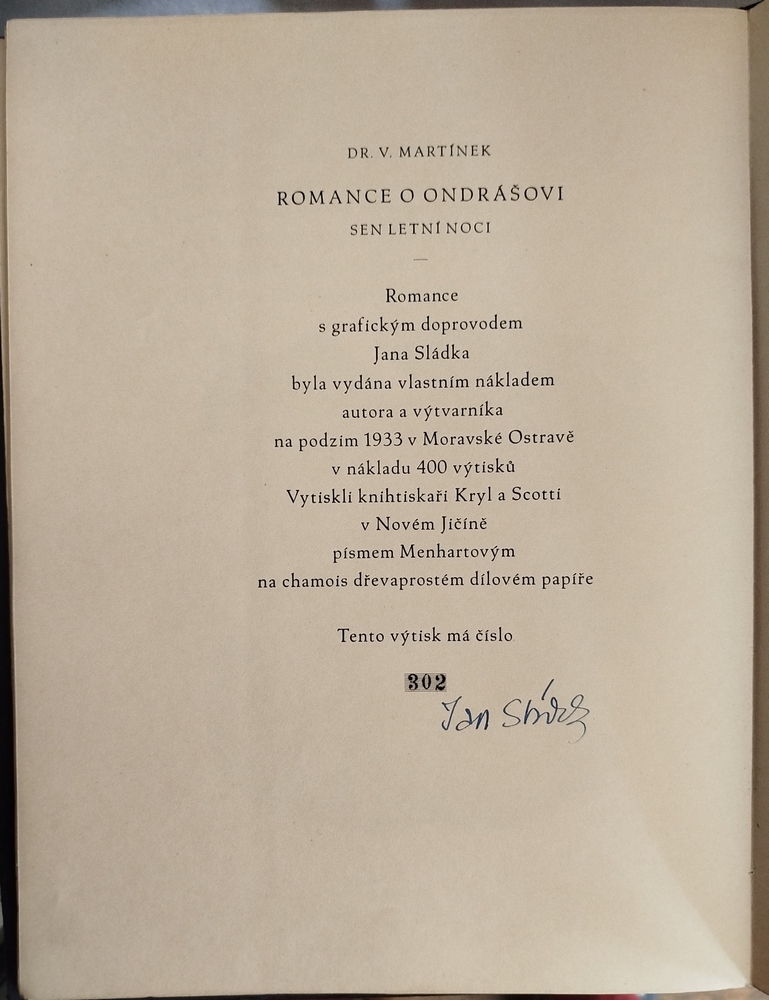 DR. V. MARTÍNEK
ROMANCE O ONDRÁŠOVI
SEN LETNÍ NOCI
—
Romance
s grafickým doprovodem
Jana Sládka
byla vydána vlastním nákladem
autora a výtvarníka
na podzim 1933 v Moravské Ostravě
v nákladu 400 výtisků
Vytiskli knihtiskaři Kryl a Scotti
v Novém Jičíně
písmem Menhartovým
na chamois dřevaprostém dílovém papíře
Tento výtisk má číslo
302
Jan Sládek